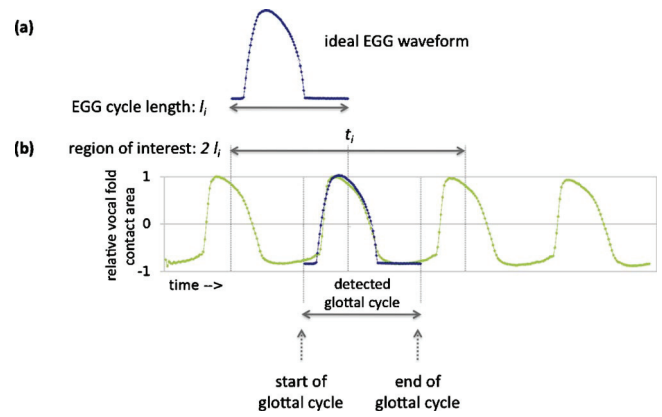 (a)
ideal EGG waveform
EGG cycle length: lᵢ
(b)
region of interest: 2 lᵢ
tᵢ
relative vocal fold
contact area
1
0
-1
time -->
detected
glottal cycle
start of
glottal cycle
end of
glottal cycle